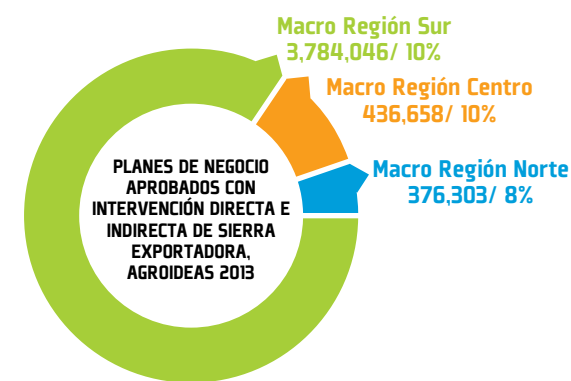 Macro Región Sur
3,784,046/ 10%
Macro Región Centro
436,658/ 10%
Macro Región Norte
376,303/ 8%
PLANES DE NEGOCIO
APROBADOS CON
INTERVENCIÓN DIRECTA E
INDIRECTA DE SIERRA
EXPORTADORA,
AGROIDEAS 2013